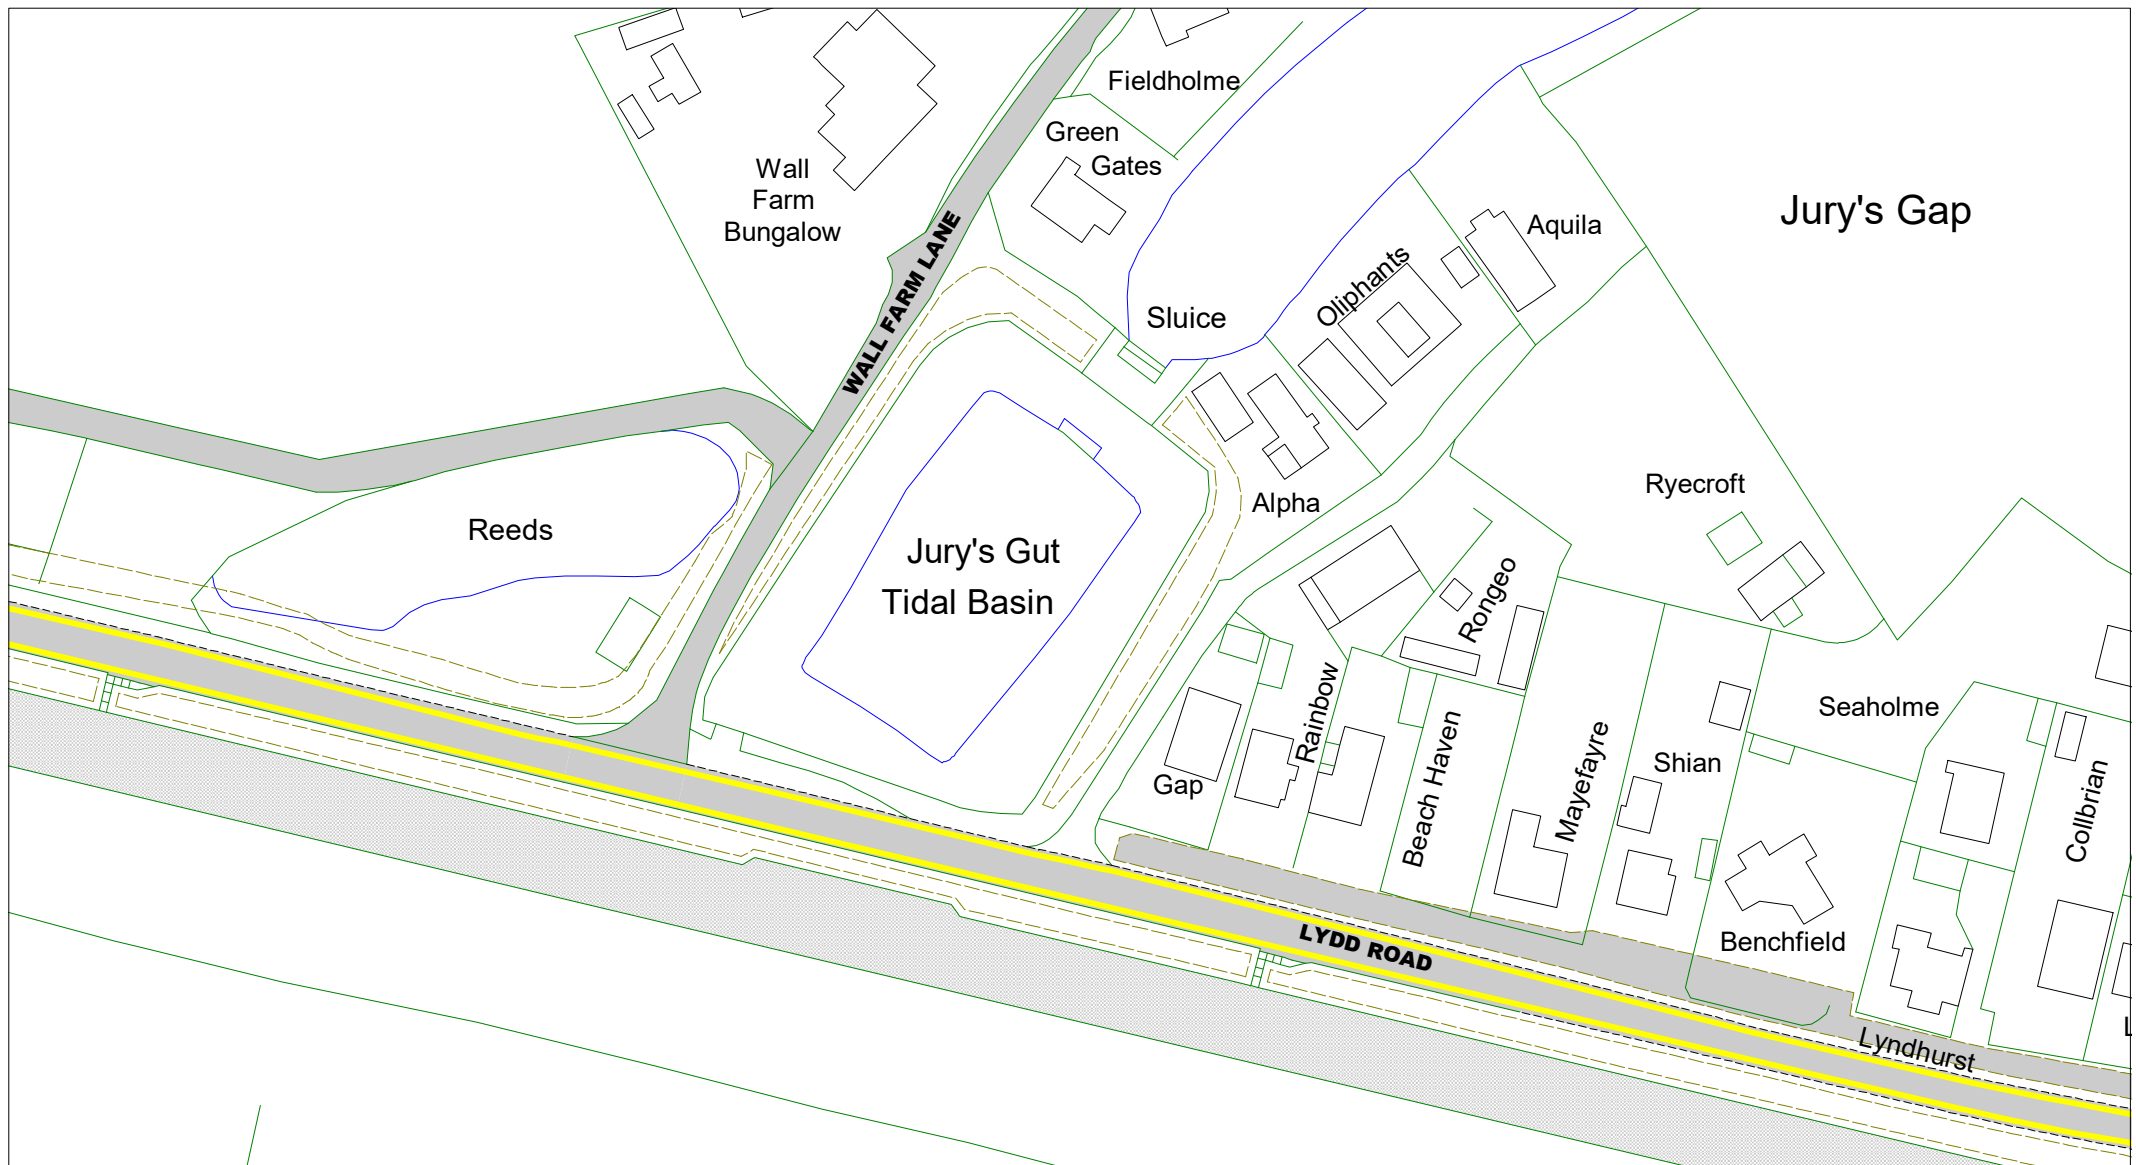 Fieldholme
Green
Gates
Wall
Farm
Bungalow
Jury's Gap
Aquila
WALL FARM LANE
Oliphants
Sluice
Ryecroft
Alpha
Reeds
Jury's Gut
Tidal Basin
Rongeo
Rainbow
Seaholme
Gap
Beach Haven
Mayefayre
Shian
Collbrian
LYDD ROAD
Benchfield
Lyndhurst